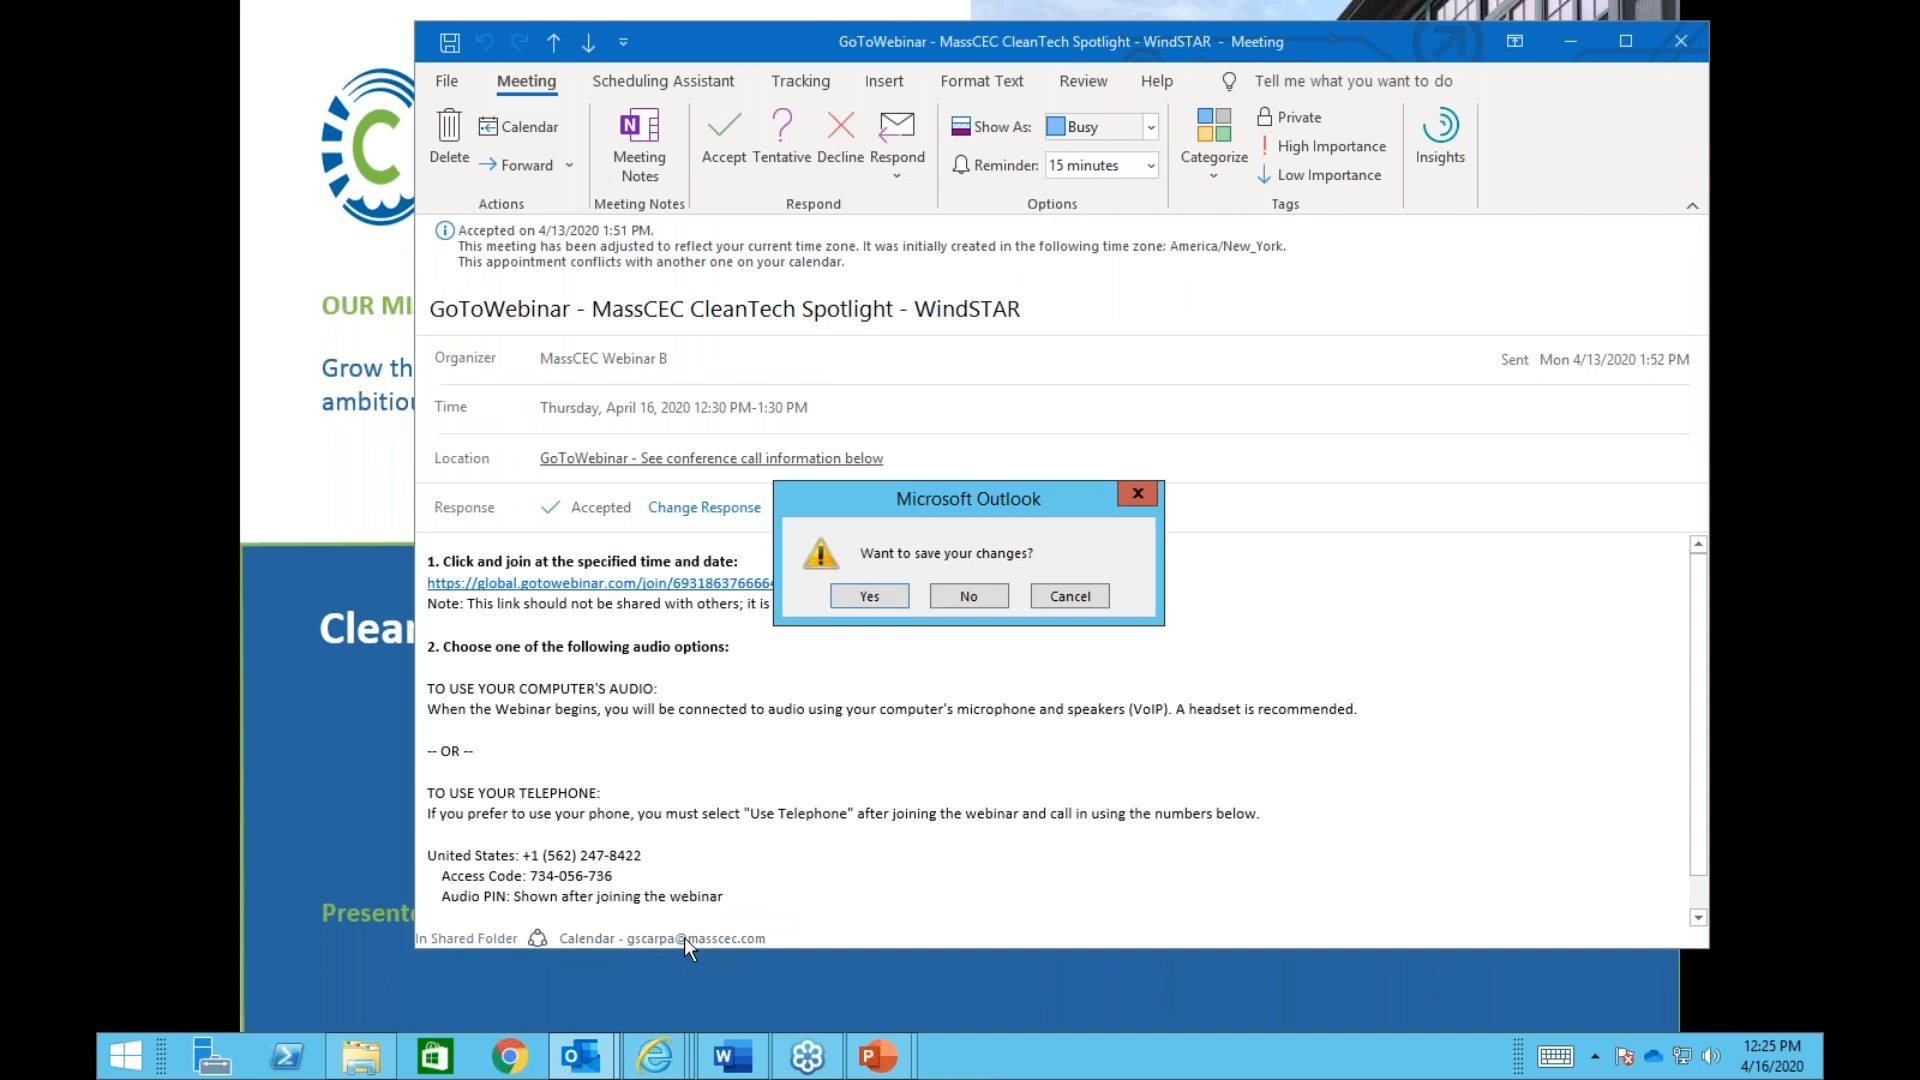 GoToWebinar - MassCEC CleanTech Spotlight - WindSTAR - Meeting
File Meeting Scheduling Assistant Tracking Insert Format Text Review Help Tell me what you want to do
Delete
Calendar
Forward
Actions
N
Meeting Notes
Meeting Notes
Accept Tentative Decline Respond
Respond
Show As: Busy
Reminder: 15 minutes
Options
Categorize
Private
High Importance
Low Importance
Tags
Insights
Accepted on 4/13/2020 1:51 PM.
This meeting has been adjusted to reflect your current time zone. It was initially created in the following time zone: America/New_York.
This appointment conflicts with another one on your calendar.
C
OUR MI
Grow th
ambitiou
Clear
Presente
GoToWebinar - MassCEC CleanTech Spotlight - WindSTAR
Organizer MassCEC Webinar B Sent Mon 4/13/2020 1:52 PM
Time Thursday, April 16, 2020 12:30 PM-1:30 PM
Location GoToWebinar - See conference call information below
Response Accepted Change Response
Microsoft Outlook
x
Want to save your changes?
Yes No Cancel
1. Click and join at the specified time and date:
https://global.gotowebinar.com/join/69318637666
Note: This link should not be shared with others; it is
2. Choose one of the following audio options:
TO USE YOUR COMPUTER'S AUDIO:
When the Webinar begins, you will be connected to audio using your computer's microphone and speakers (VoIP). A headset is recommended.
-- OR --
TO USE YOUR TELEPHONE:
If you prefer to use your phone, you must select "Use Telephone" after joining the webinar and call in using the numbers below.
United States: +1 (562) 247-8422
Access Code: 734-056-736
Audio PIN: Shown after joining the webinar
In Shared Folder Calendar - gscarpa@masscec.com
12:25 PM
4/16/2020